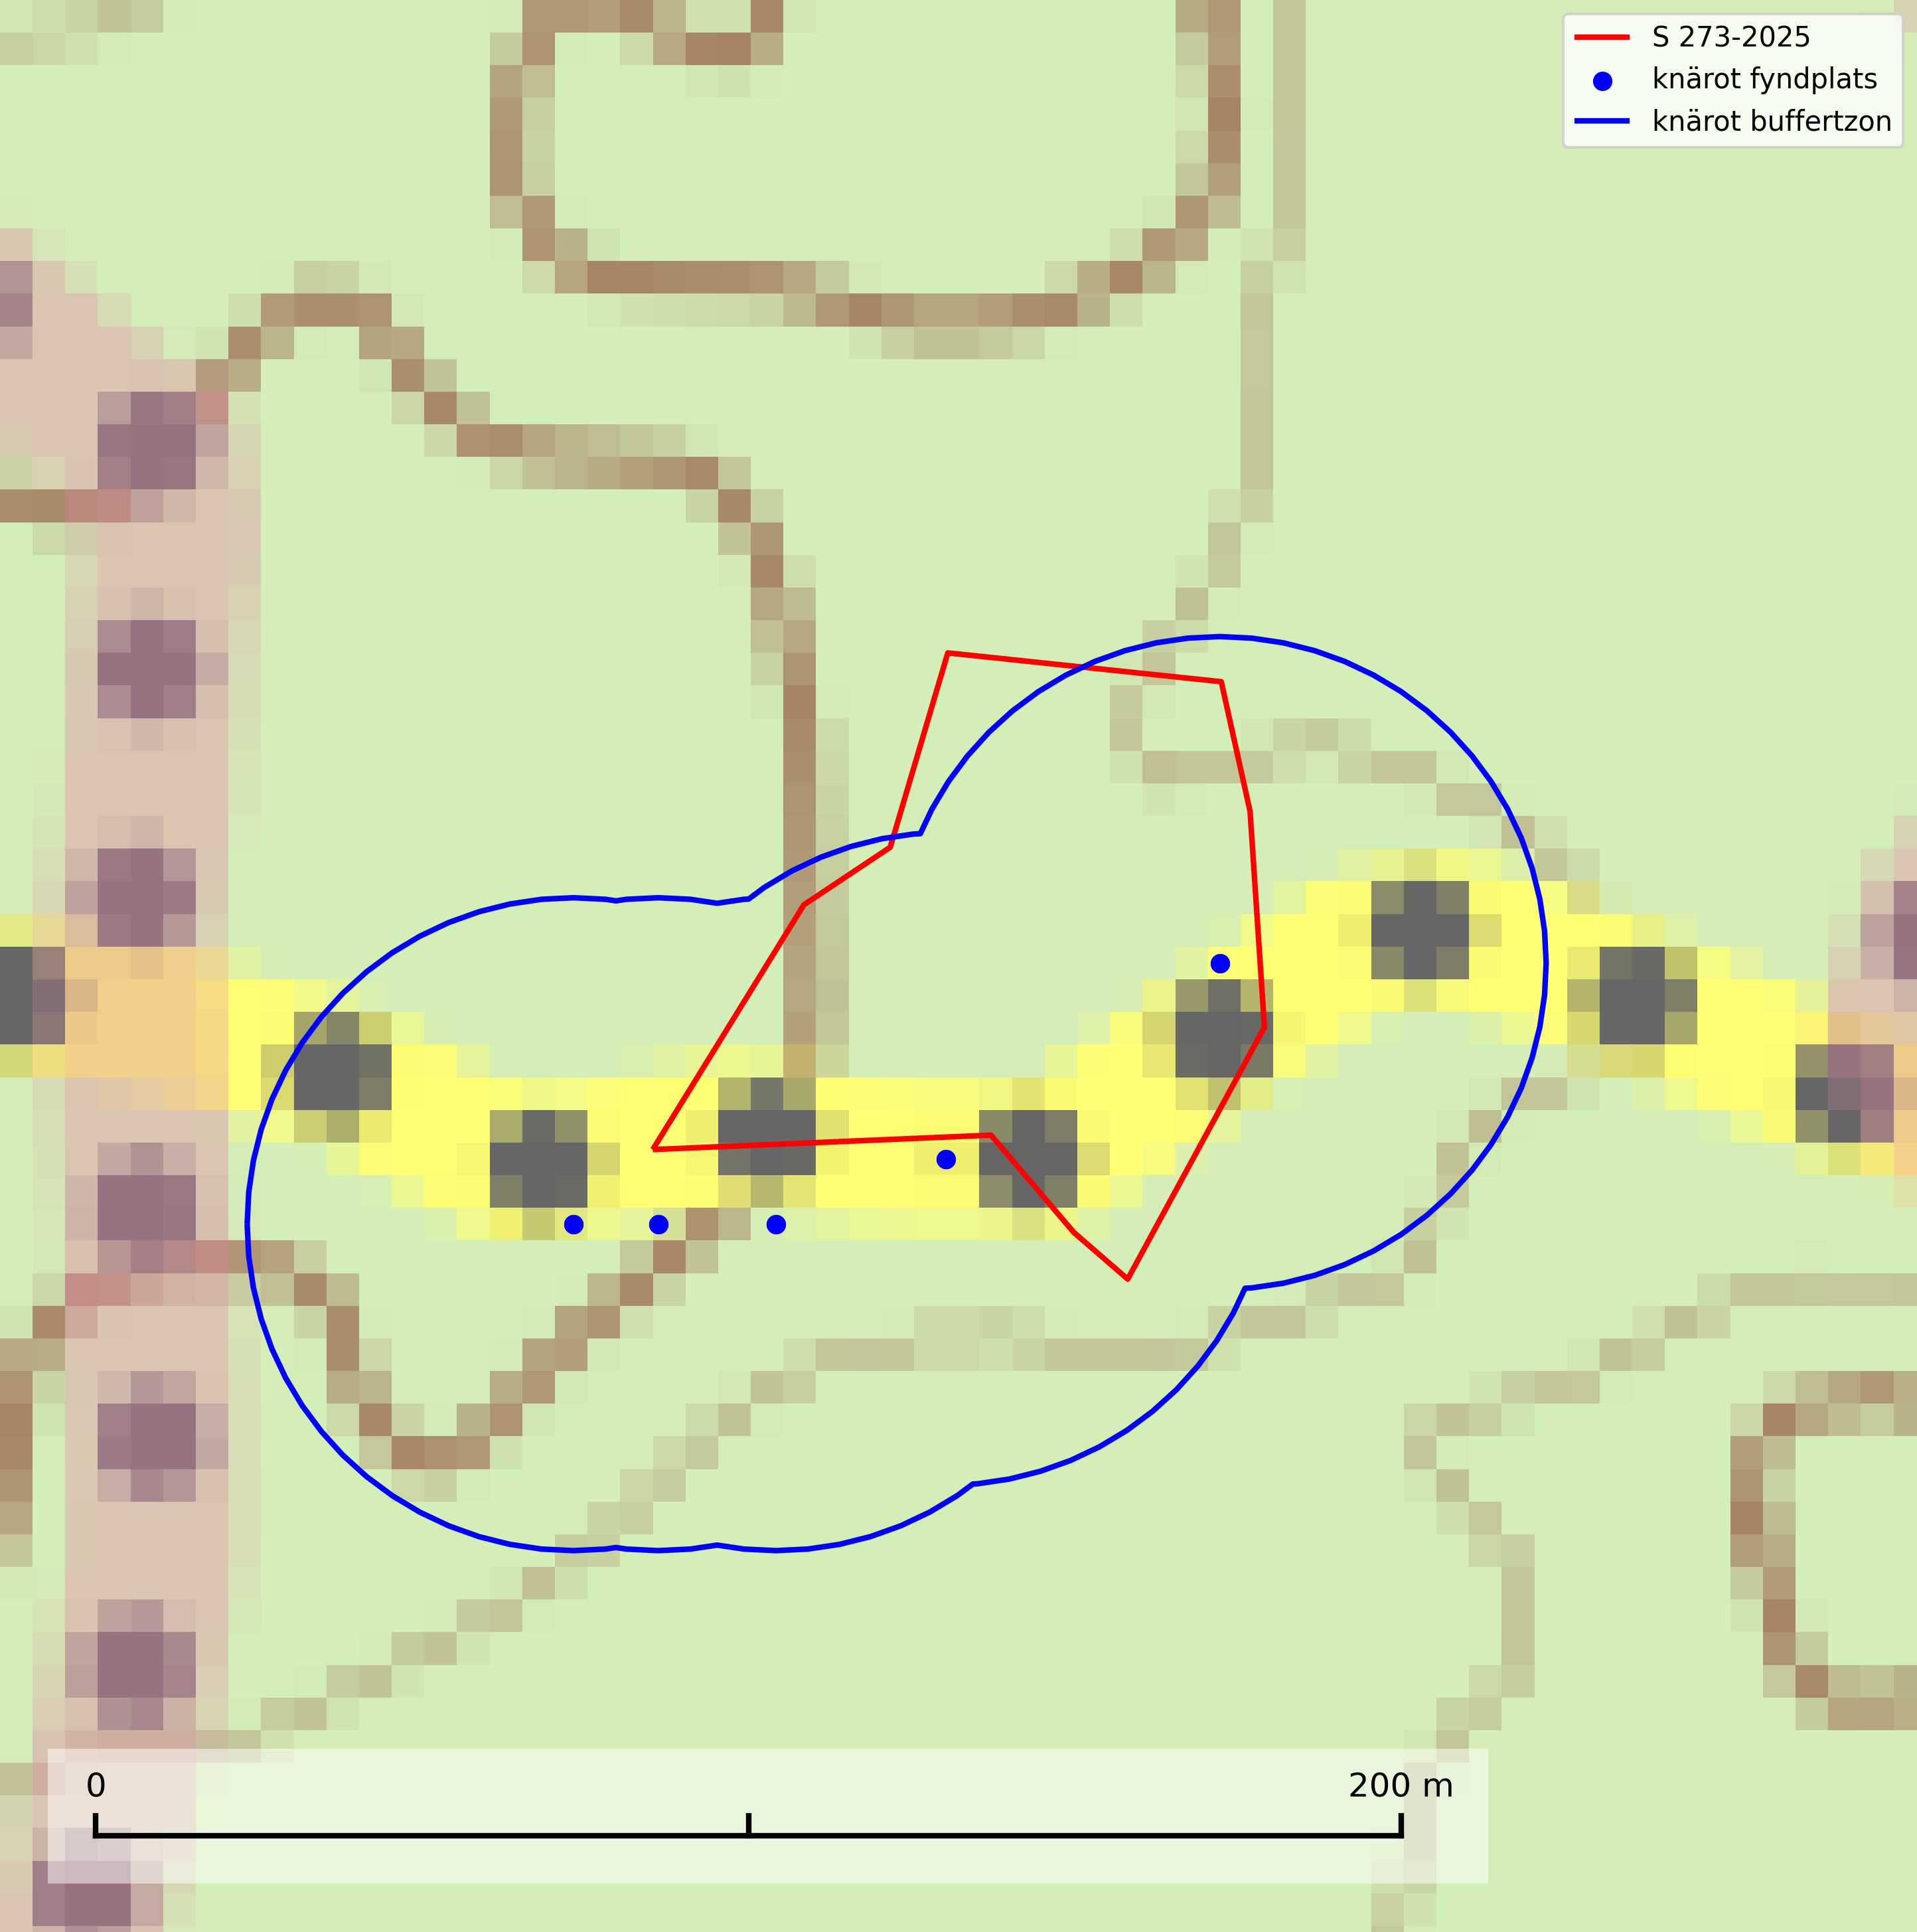 S 273-2025
knärot fyndplats
knärot buffertzon
0
200 m